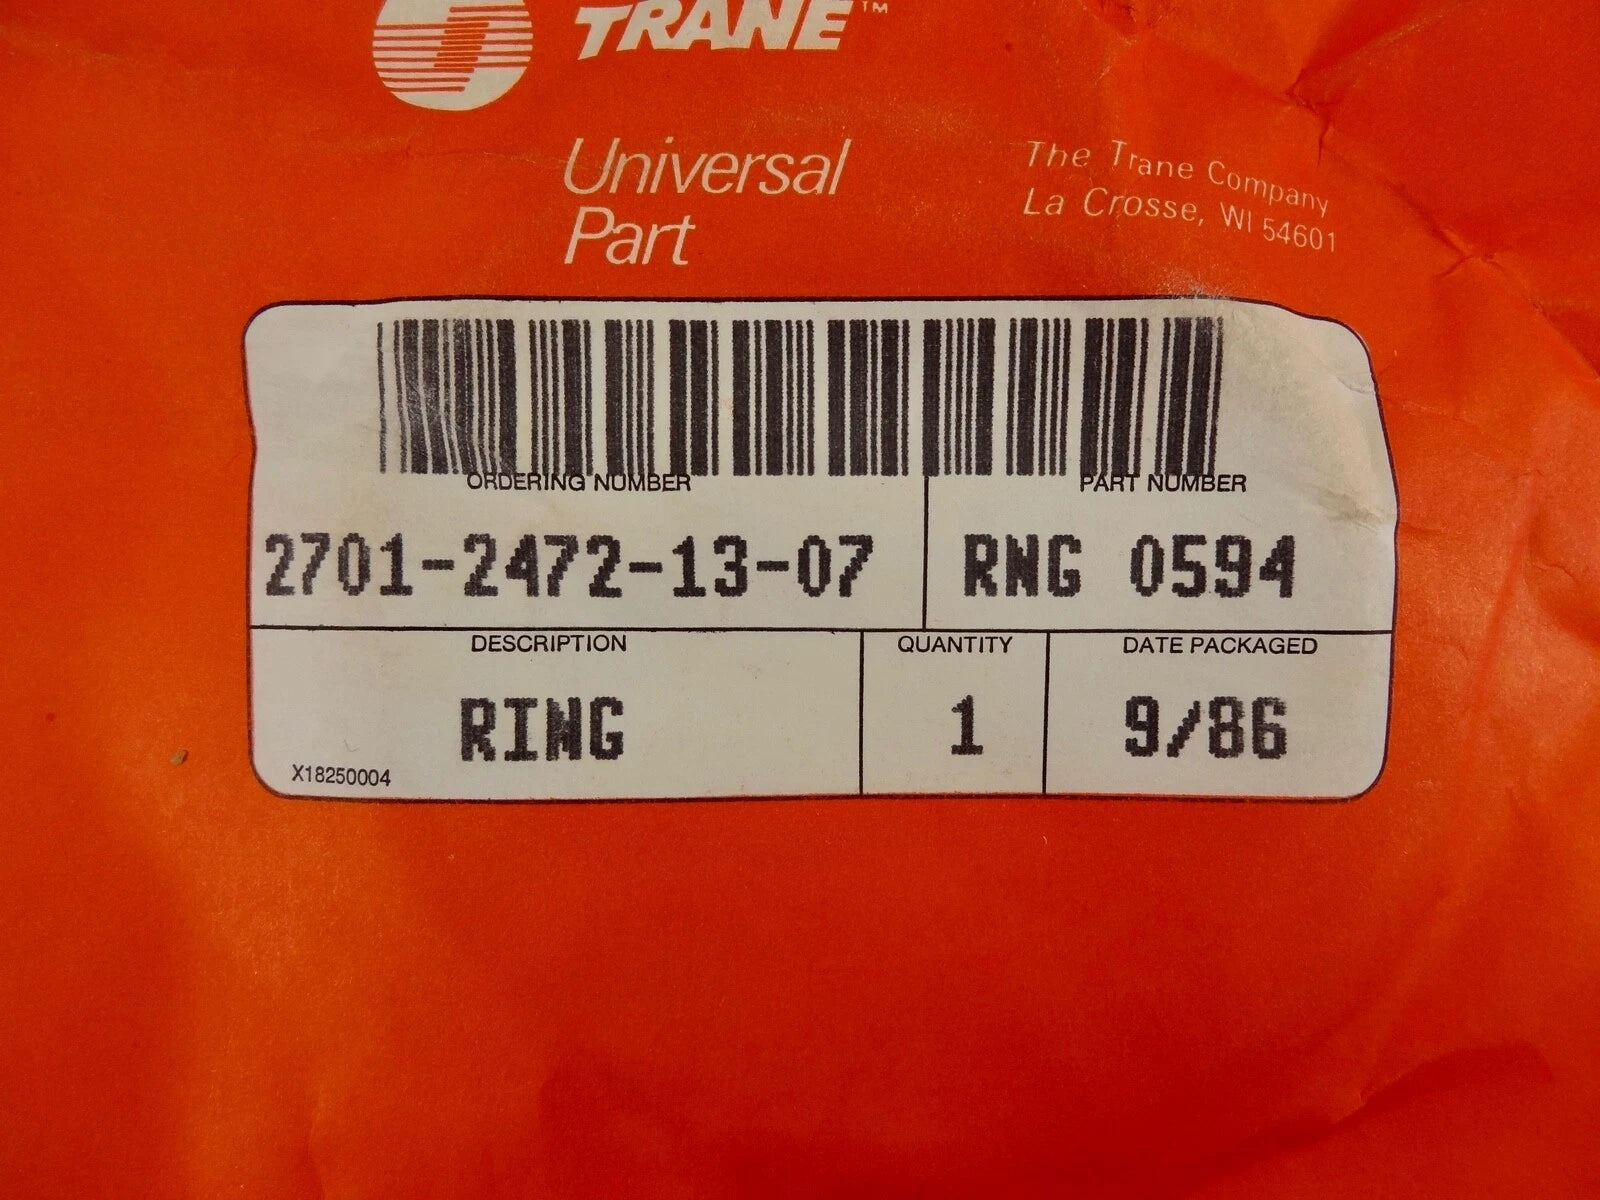 TRANE™
Universal
Part
The Trane Company
La Crosse, WI 54601
ORDERING NUMBER
PART NUMBER
2701-2472-13-07
RNG 0594
DESCRIPTION
QUANTITY
DATE PACKAGED
RING
1
9/86
X18250004